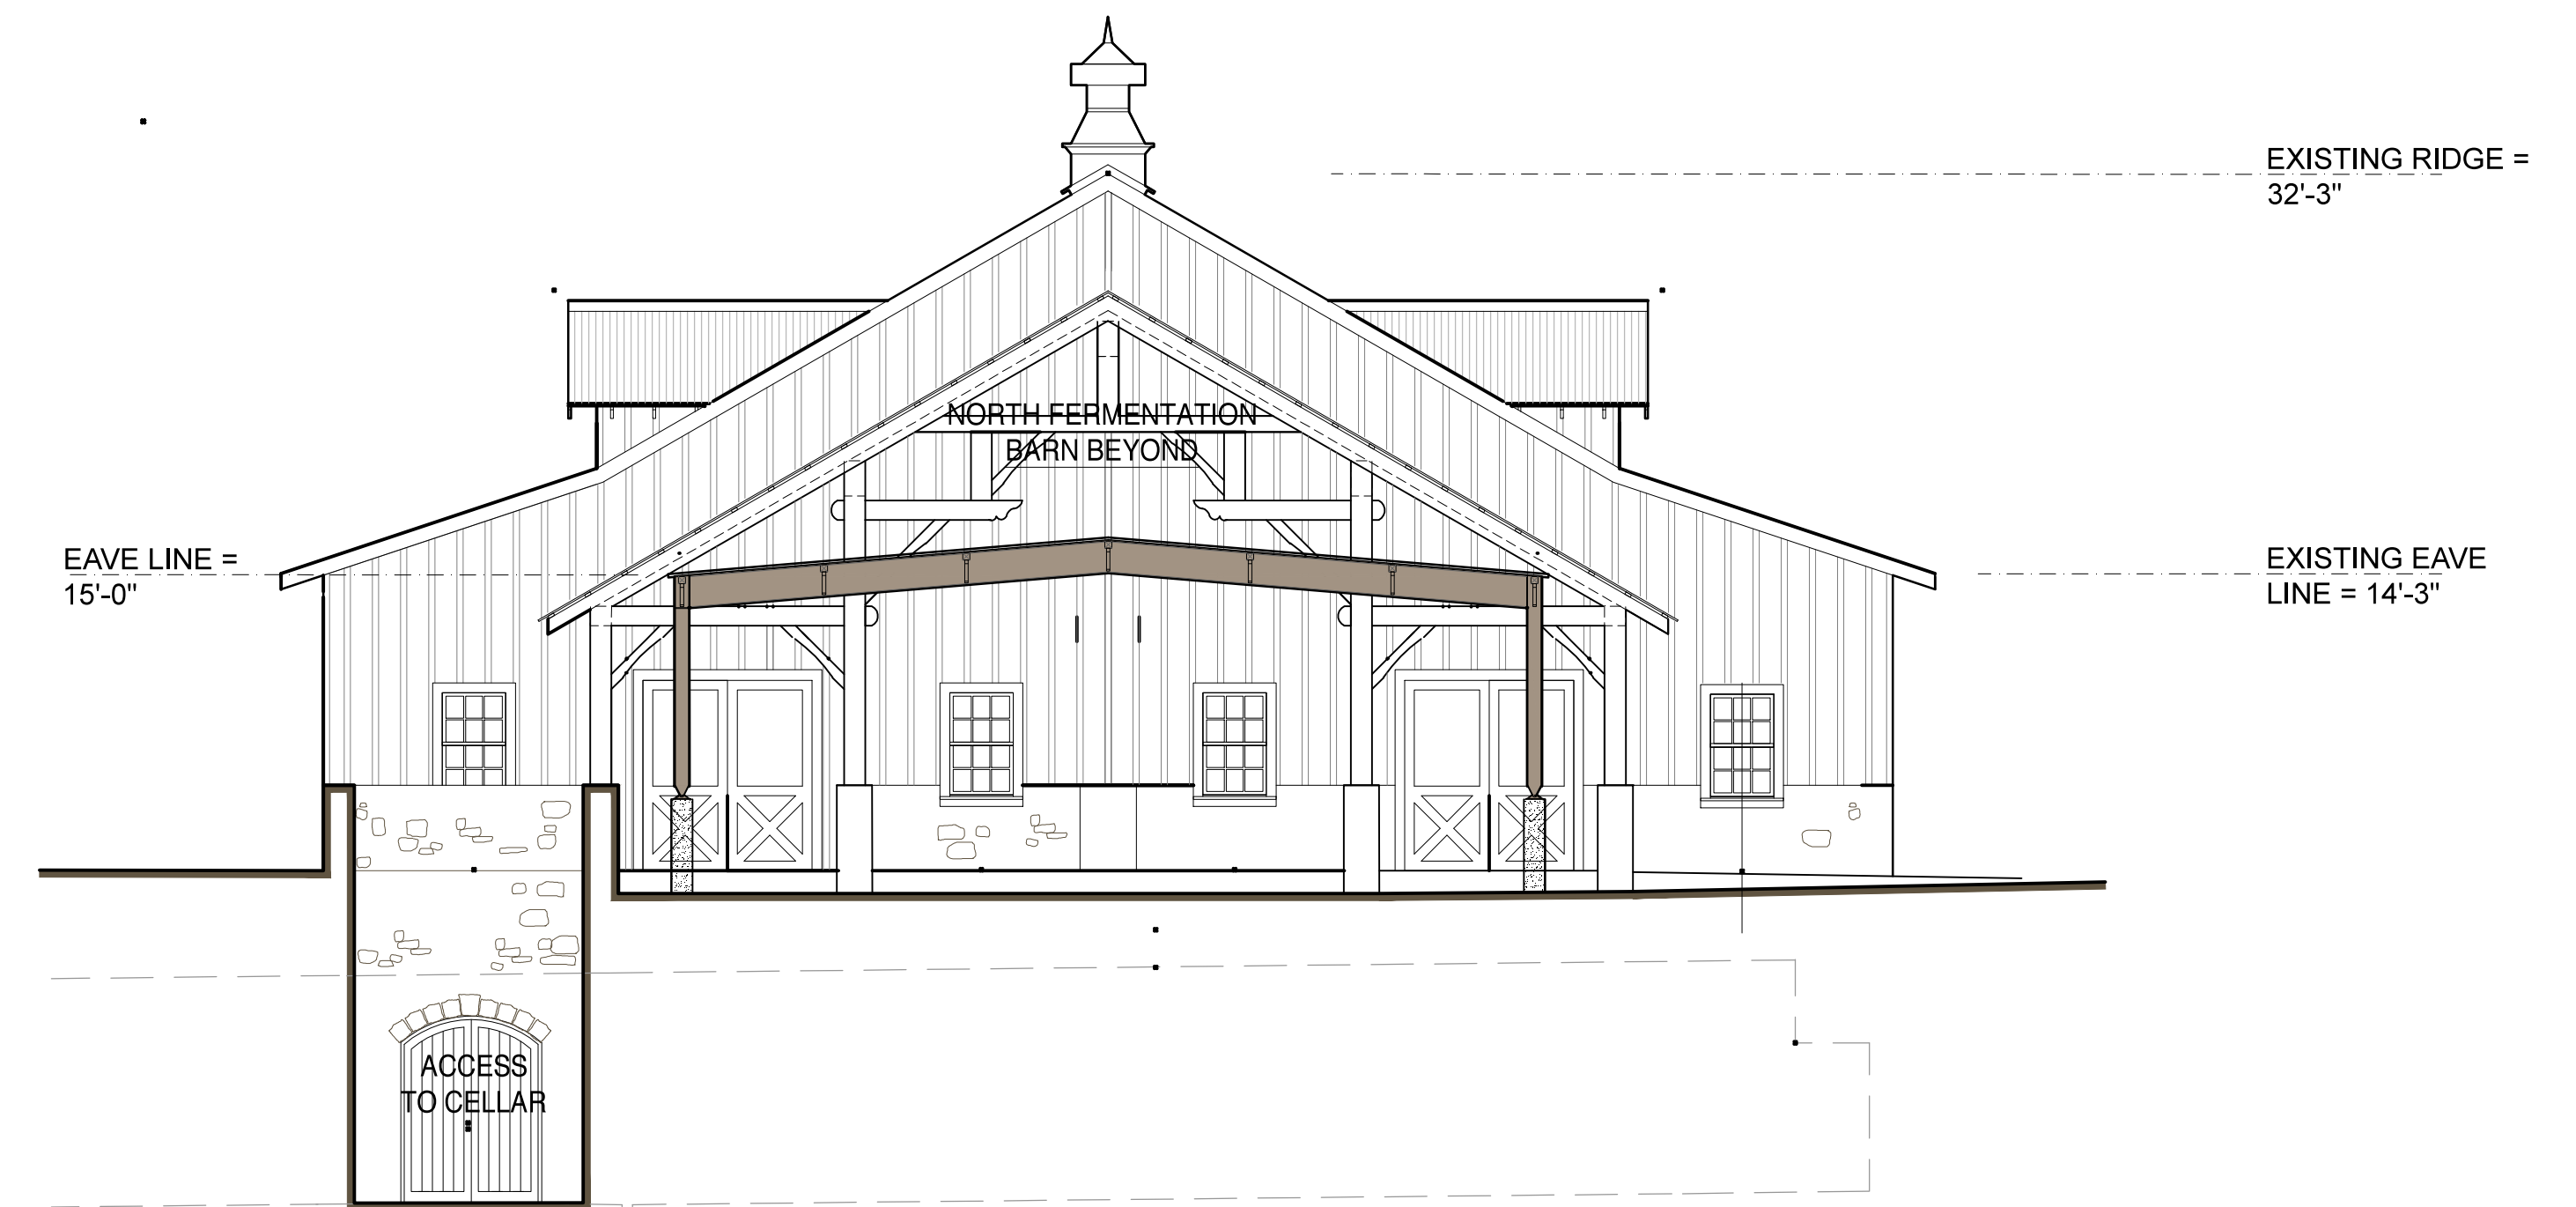 EXISTING RIDGE =
32'-3"
NORTH FERMENTATION
BARN BEYOND
EAVE LINE =
15'-0"
EXISTING EAVE
LINE = 14'-3"
ACCESS
TO CELLAR